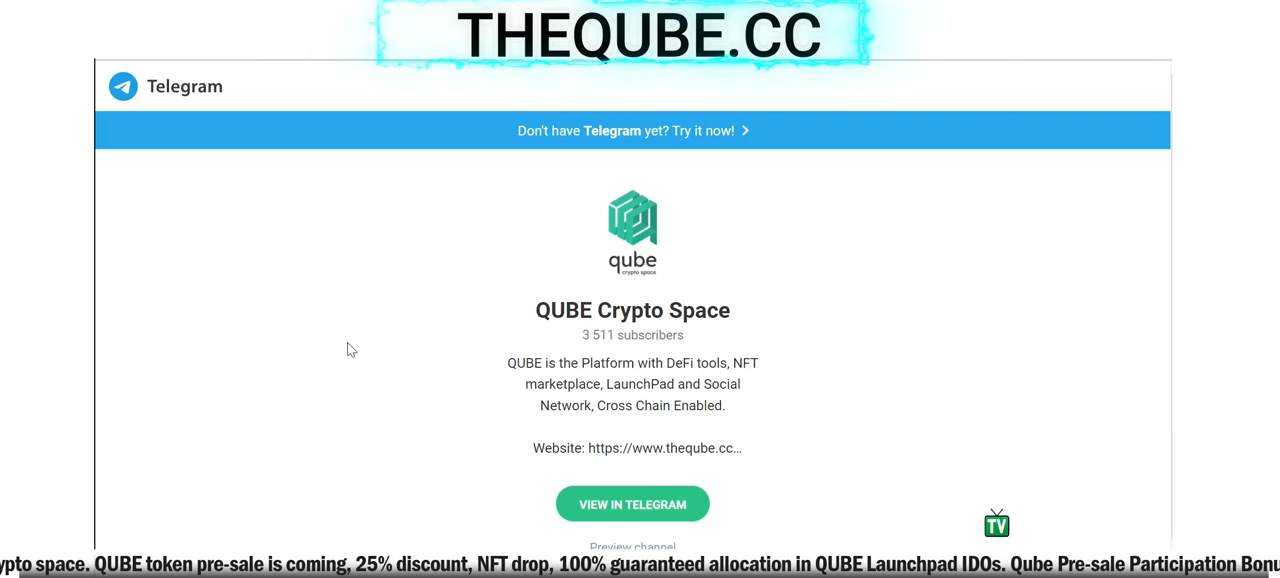 THEQUBE.CC
Telegram
Don't have Telegram yet? Try it now!
qube
crypto space
QUBE Crypto Space
3 511 subscribers
QUBE is the Platform with DeFi tools, NFT
marketplace, LaunchPad and Social
Network, Cross Chain Enabled.
Website: https://www.theqube.cc...
VIEW IN TELEGRAM
TV
Preview channel
space. QUBE token pre-sale is coming, 25% discount, NFT drop, 100% guaranteed allocation in QUBE Launchpad IDOs. Qube Pre-sale Participation